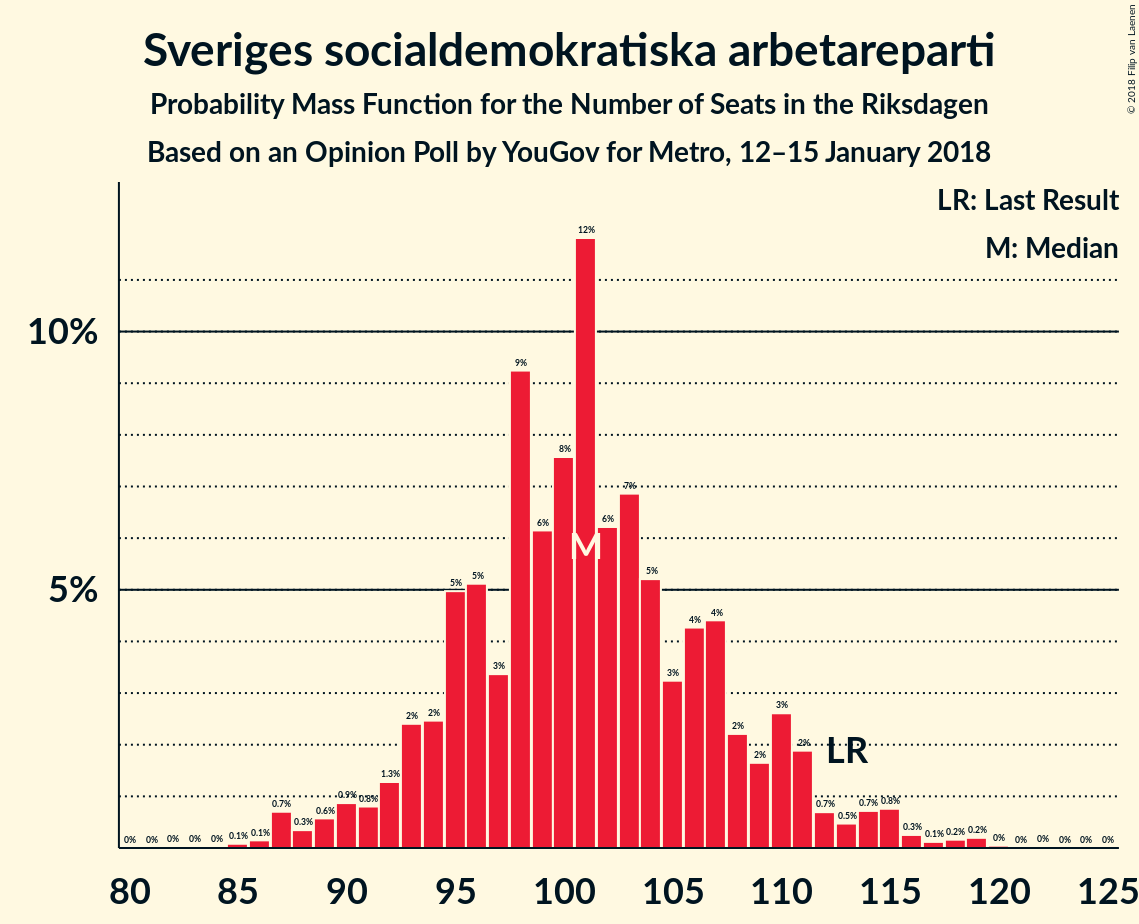 Sveriges socialdemokratiska arbetareparti
Probability Mass Function for the Number of Seats in the Riksdagen
Based on an Opinion Poll by YouGov for Metro, 12–15 January 2018
© 2018 Filip van Laenen
LR: Last Result
M: Median
10%
5%
0% 0% 0% 0% 0% 0.1% 0.1% 0.7% 0.3% 0.6% 0.9% 0.8% 1.3% 2% 2% 5% 5% 3% 9% 6% 8% 12% 6% 7% 5% 3% 4% 4% 2% 2% 3% 2% 0.7% 0.5% 0.7% 0.8% 0.3% 0.1% 0.2% 0.2% 0% 0% 0% 0% 0% 0%
M
LR
80 85 90 95 100 105 110 115 120 125